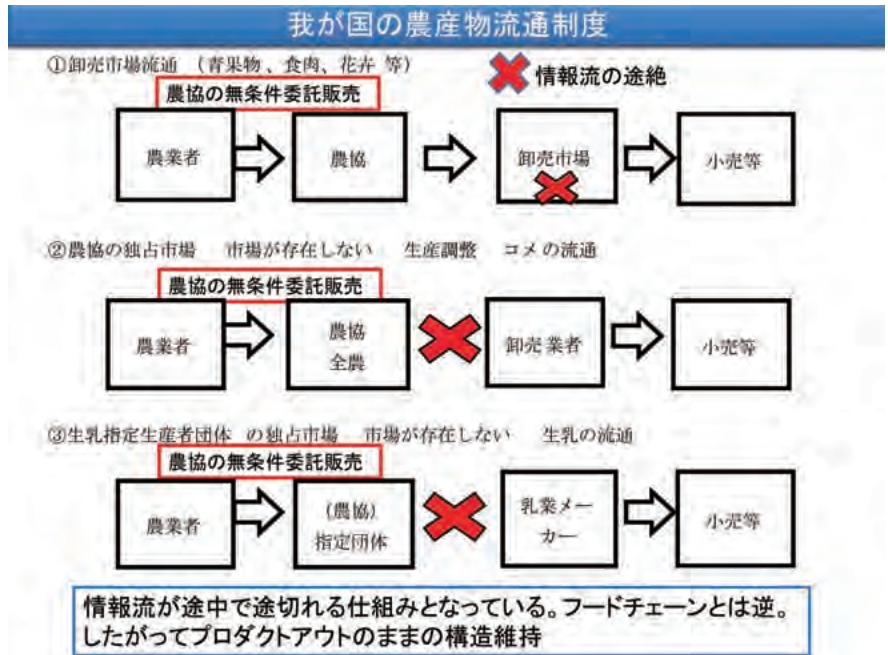 我が国の農産物流通制度
①卸売市場流通 (青果物、食肉、花卉 等)
情報流の途絶
農協の無条件委託販売
農業者
農協
卸売市場
小売等
②農協の独占市場 市場が存在しない 生産調整 コメの流通
農協の無条件委託販売
農業者
農協
全農
卸売業者
小売等
③生乳指定生産者団体 の独占市場 市場が存在しない 生乳の流通
農協の無条件委託販売
農業者
(農協)
指定団体
乳業メー
カー
小売等
情報流が途中で途切れる仕組みとなっている。フードチェーンとは逆。
したがってプロダクトアウトのままの構造維持